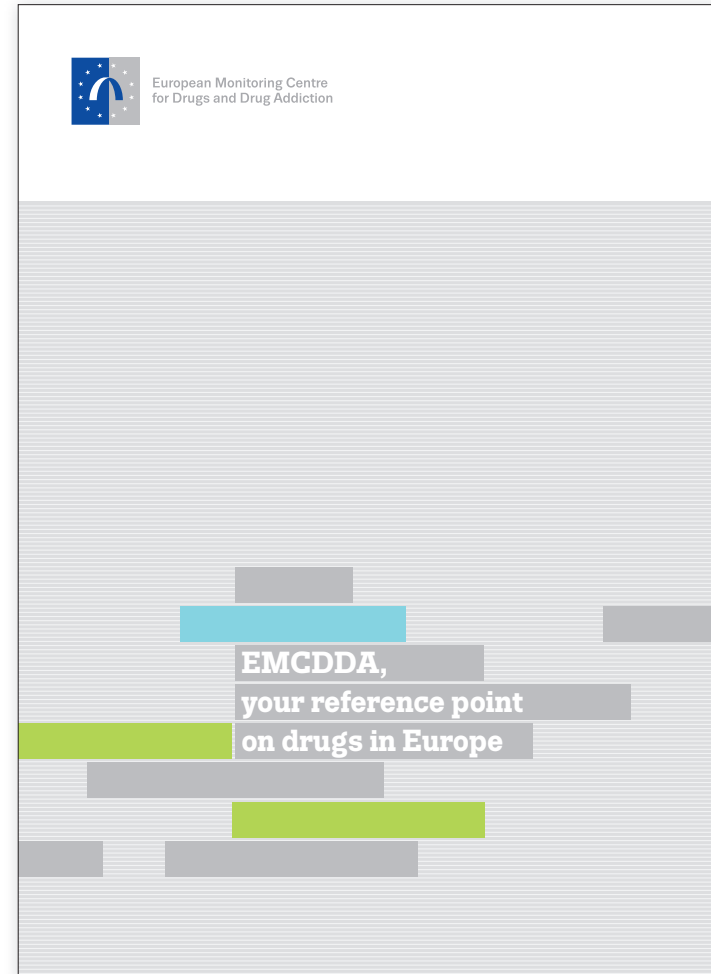 European Monitoring Centre
for Drugs and Drug Addiction
EMCDDA,
your reference point
on drugs in Europe